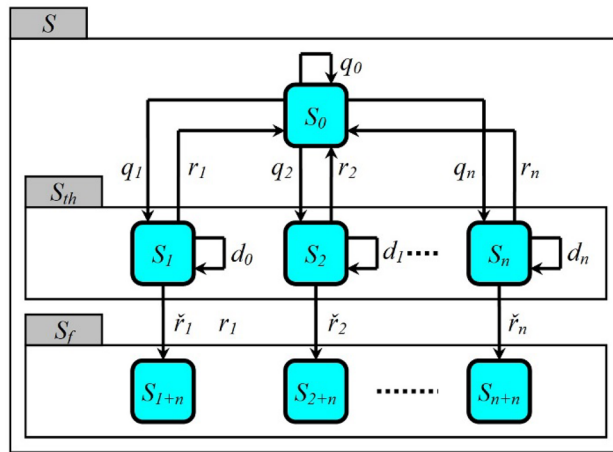 S
q0
S0
q1 r1 q2 r2 qn rn
Sth
S1 d0 S2 d1 ..... Sn dn
ř1 r1 ř2 řn
Sf
S1+n S2+n ........ Sn+n